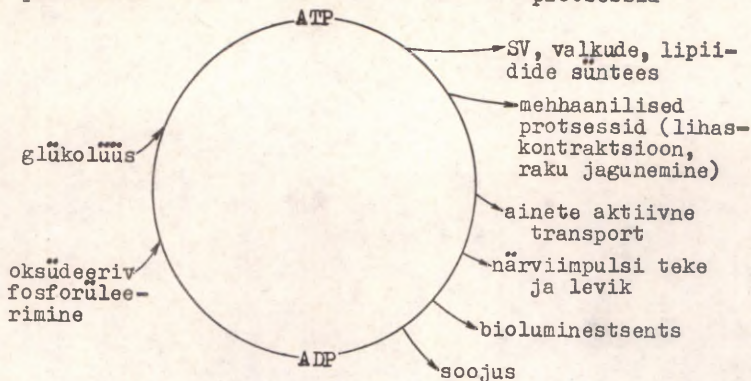 protsessid
ATP
SV, valkude, lipii-
dide süntees
mehhaanilised
protsessid (lihas-
kontraktsioon,
raku jagunemine)
glükolüüs
ainete aktiivne
transport
oksüdeeriv
fosforülee-
rimine
närviimpulsi teke
ja levik
bioluminestsents
ADP
soojus